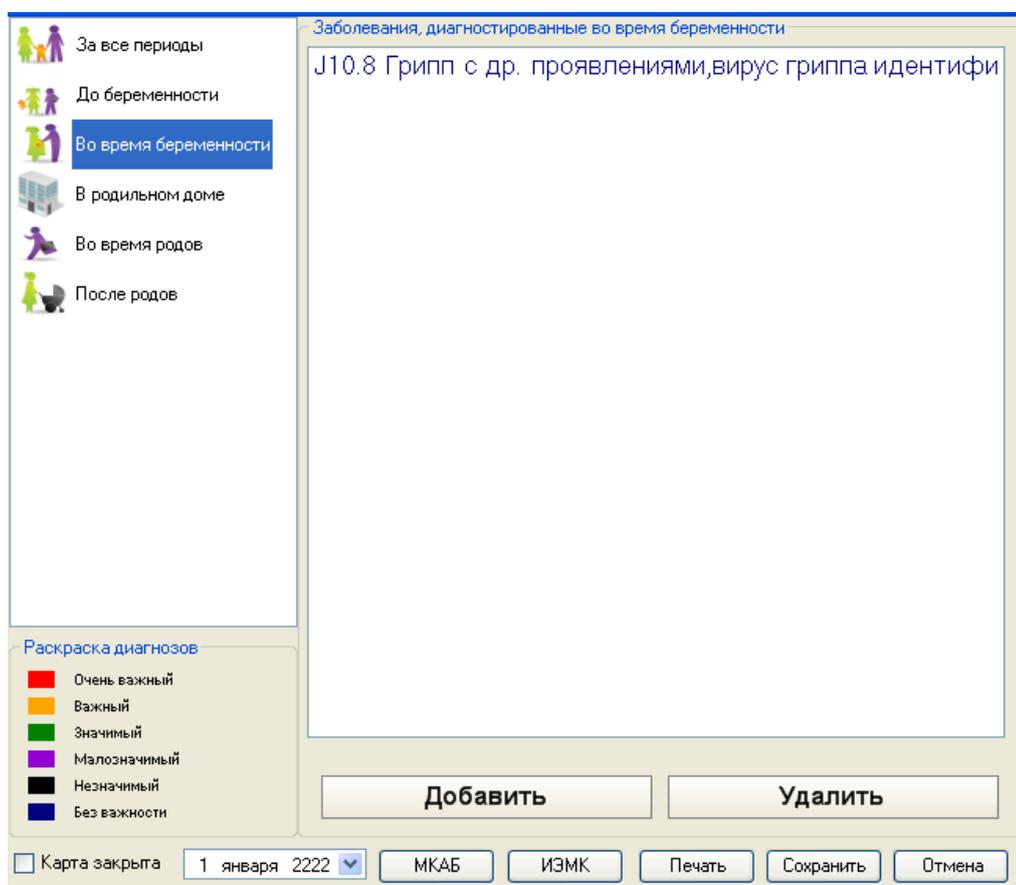 За все периоды
До беременности
Во время беременности
В родильном доме
Во время родов
После родов
Заболевания, диагностированные во время беременности
J10.8 Грипп с др. проявлениями,вирус гриппа идентифи
Раскраска диагнозов
Очень важный
Важный
Значимый
Малозначимый
Незначимый
Без важности
Добавить Удалить
Карта закрыта 1 января 2222 МКАБ ИЭМК Печать Сохранить Отмена